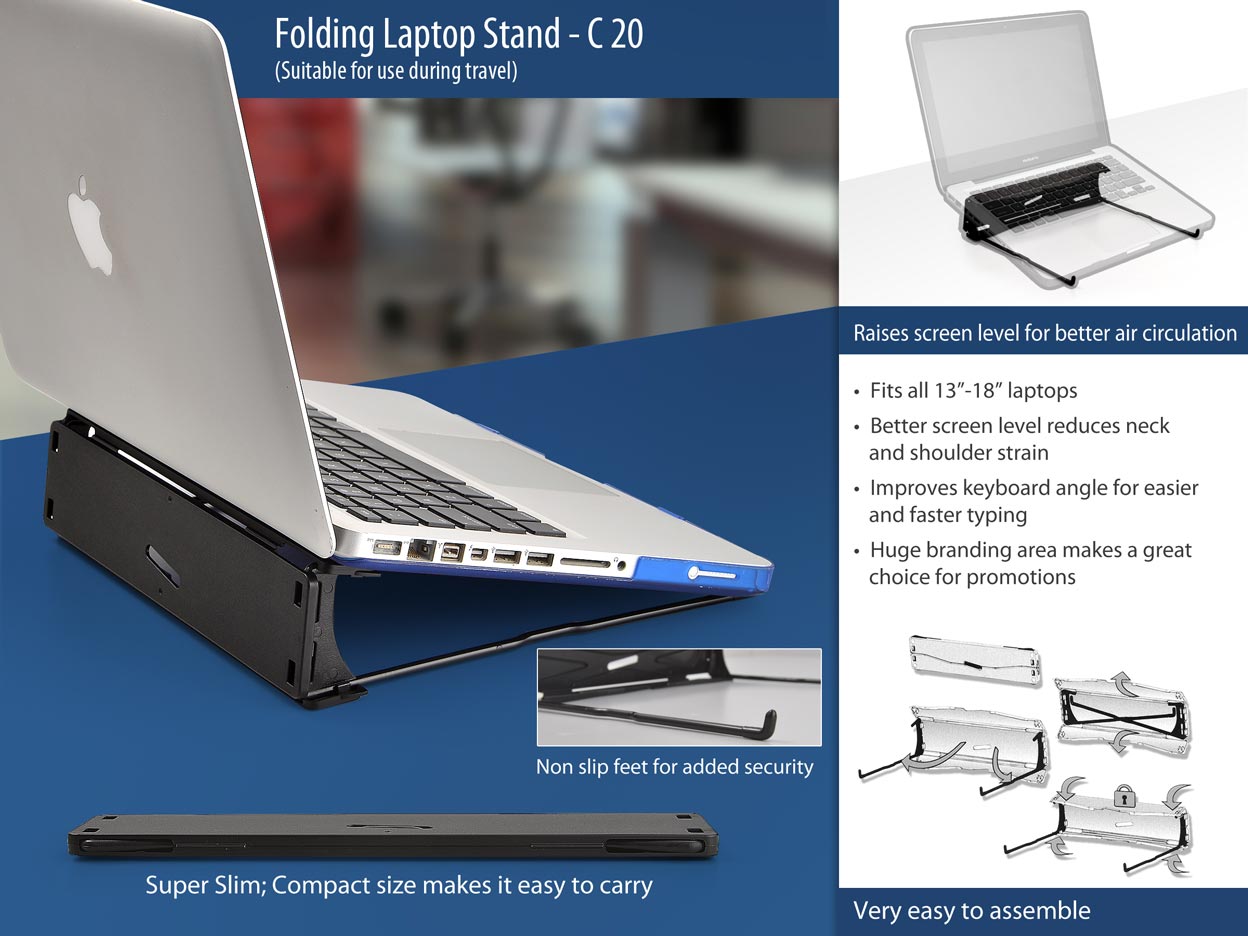 Folding Laptop Stand - C 20
(Suitable for use during travel)
Raises screen level for better air circulation
• Fits all 13”-18” laptops
• Better screen level reduces neck
and shoulder strain
• Improves keyboard angle for easier
and faster typing
• Huge branding area makes a great
choice for promotions
Non slip feet for added security
Super Slim; Compact size makes it easy to carry
Very easy to assemble